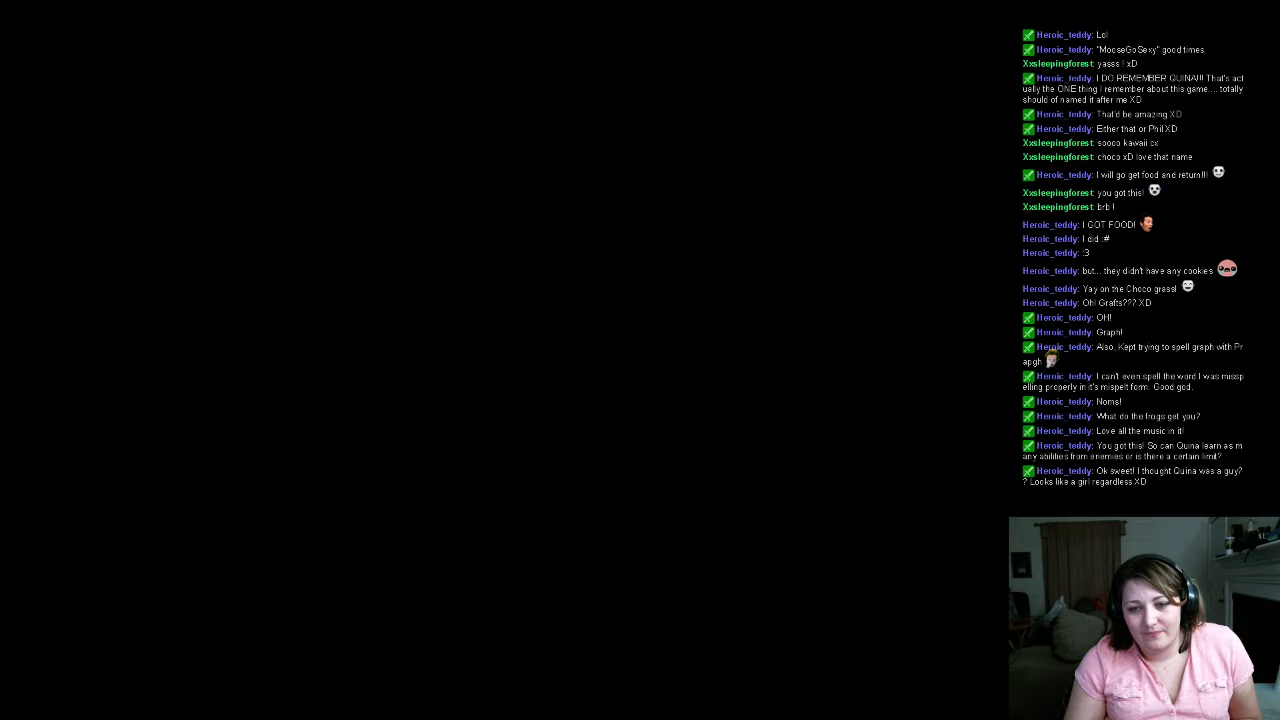 Heroic_teddy: Lol
Heroic_teddy: "MooseGoSexy" good times.
Xxsleepingforest: yasss ! xD
Heroic_teddy: I DO REMEMBER QUINA!!! That's act
ually the ONE thing I remember about this game.... totally
should of named it after me XD
Heroic_teddy: That'd be amazing XD
Heroic_teddy: Either that or Phil XD
Xxsleepingforest: soooo kawaii cx
Xxsleepingforest: choco xD love that name
Heroic_teddy: I will go get food and return!!!
Xxsleepingforest: you got this!
Xxsleepingforest: brb !
Heroic_teddy: I GOT FOOD!
Heroic_teddy: I did :#
Heroic_teddy: :3
Heroic_teddy: but... they didn't have any cookies
Heroic_teddy: Yay on the Choco grass!
Heroic_teddy: Oh! Grafts??? XD
Heroic_teddy: OH!
Heroic_teddy: Graph!
Heroic_teddy: Also, Kept trying to spell graph with Pr
apgh
Heroic_teddy: I can't even spell the word I was missp
elling properly in it's mispelt form. Good god.
Heroic_teddy: Noms!
Heroic_teddy: What do the frogs get you?
Heroic_teddy: Love all the music in it!
Heroic_teddy: You got this! So can Quina learn as m
any abilities from enemies or is there a certain limit?
Heroic_teddy: Ok sweet! I thought Quina was a guy?
? Looks like a girl regardless XD